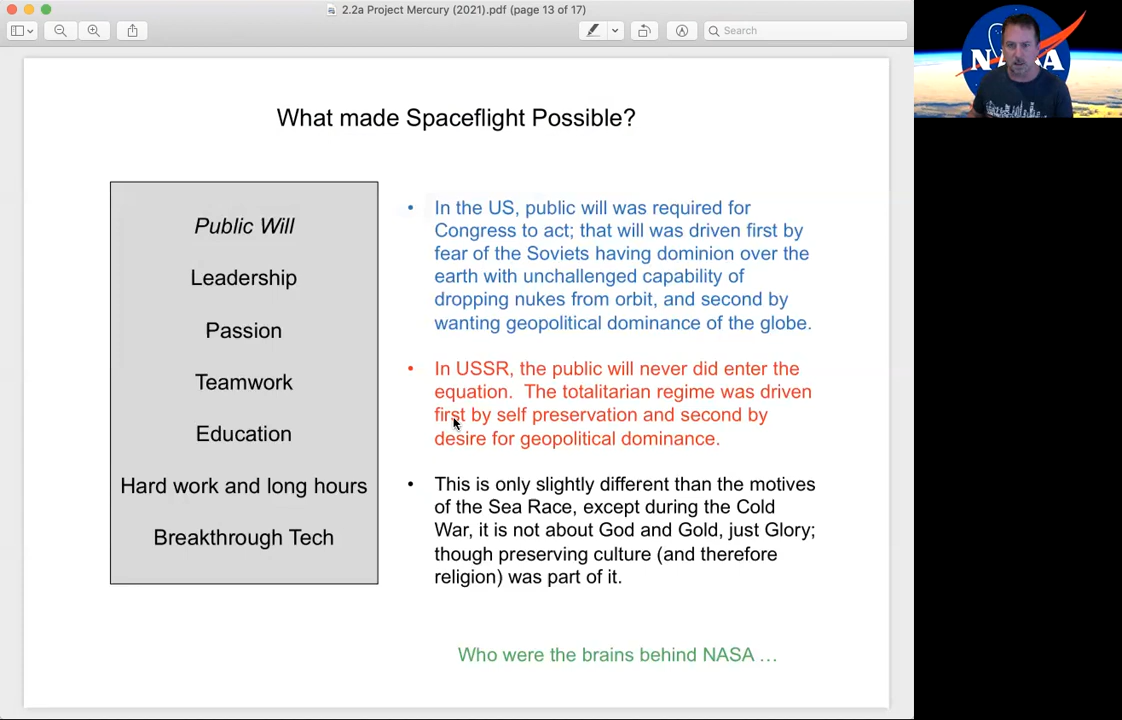 2.2a Project Mercury (2021).pdf (page 13 of 17)
Search
NASA
What made Spaceflight Possible?
Public Will
Leadership
Passion
Teamwork
Education
Hard work and long hours
Breakthrough Tech
• In the US, public will was required for
Congress to act; that will was driven first by
fear of the Soviets having dominion over the
earth with unchallenged capability of
dropping nukes from orbit, and second by
wanting geopolitical dominance of the globe.
• In USSR, the public will never did enter the
equation.  The totalitarian regime was driven
first by self preservation and second by
desire for geopolitical dominance.
• This is only slightly different than the motives
of the Sea Race, except during the Cold
War, it is not about God and Gold, just Glory;
though preserving culture (and therefore
religion) was part of it.
Who were the brains behind NASA …